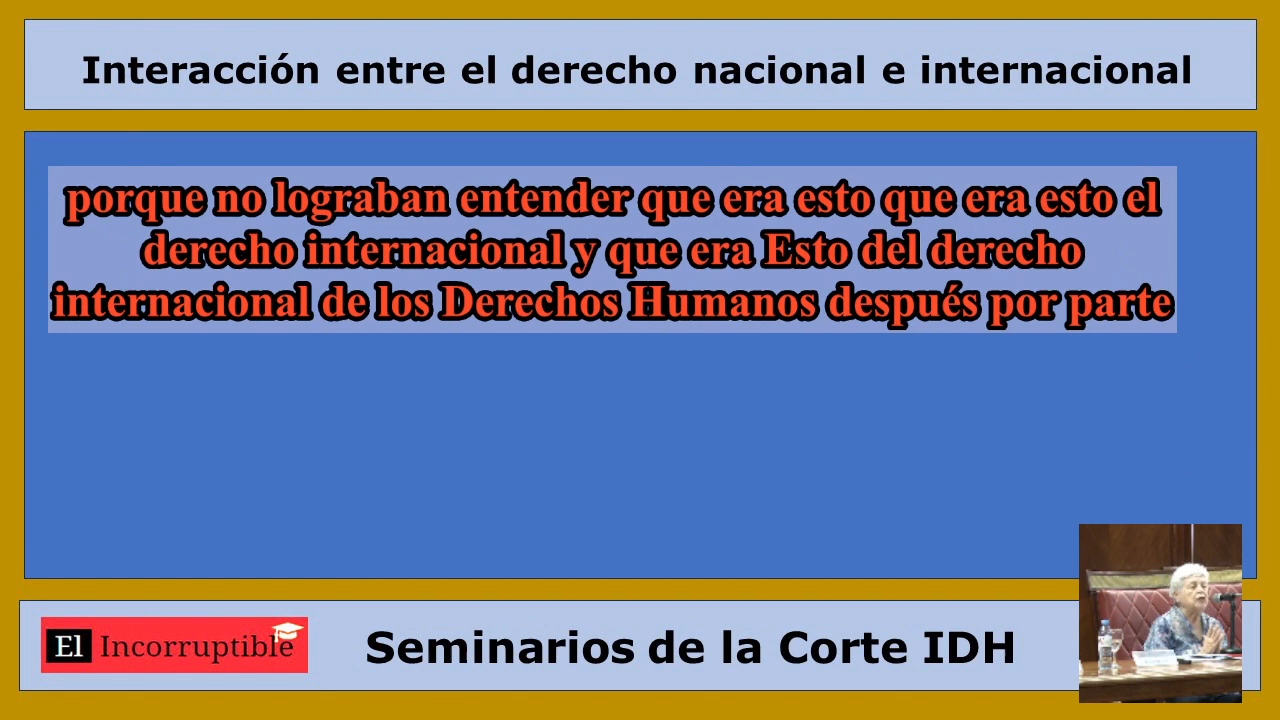 Interacción entre el derecho nacional e internacional
porque no lograban entender que era esto que era esto el
derecho internacional y que era Esto del derecho
internacional de los Derechos Humanos después por parte
El Incorruptible
Seminarios de la Corte IDH